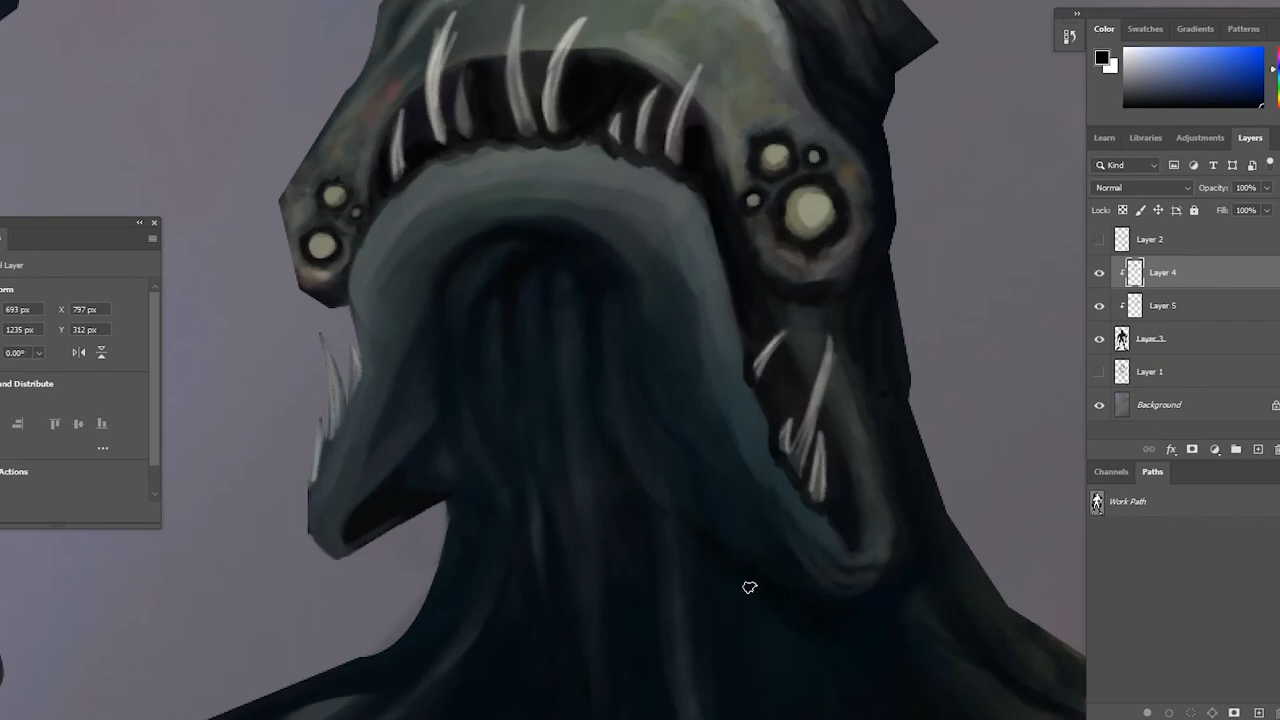 Color Swatches Gradients Patterns
Learn Libraries Adjustments Layers
Kind
Normal Opacity: 100%
Lock: Fill: 100%
Layer 2
Layer 4
Layer 5
Layer 3
Layer 1
Background
Channels Paths
Work Path
l Layer
orm
693 px X 797 px
1235 px Y 312 px
0.00°
and Distribute
Actions